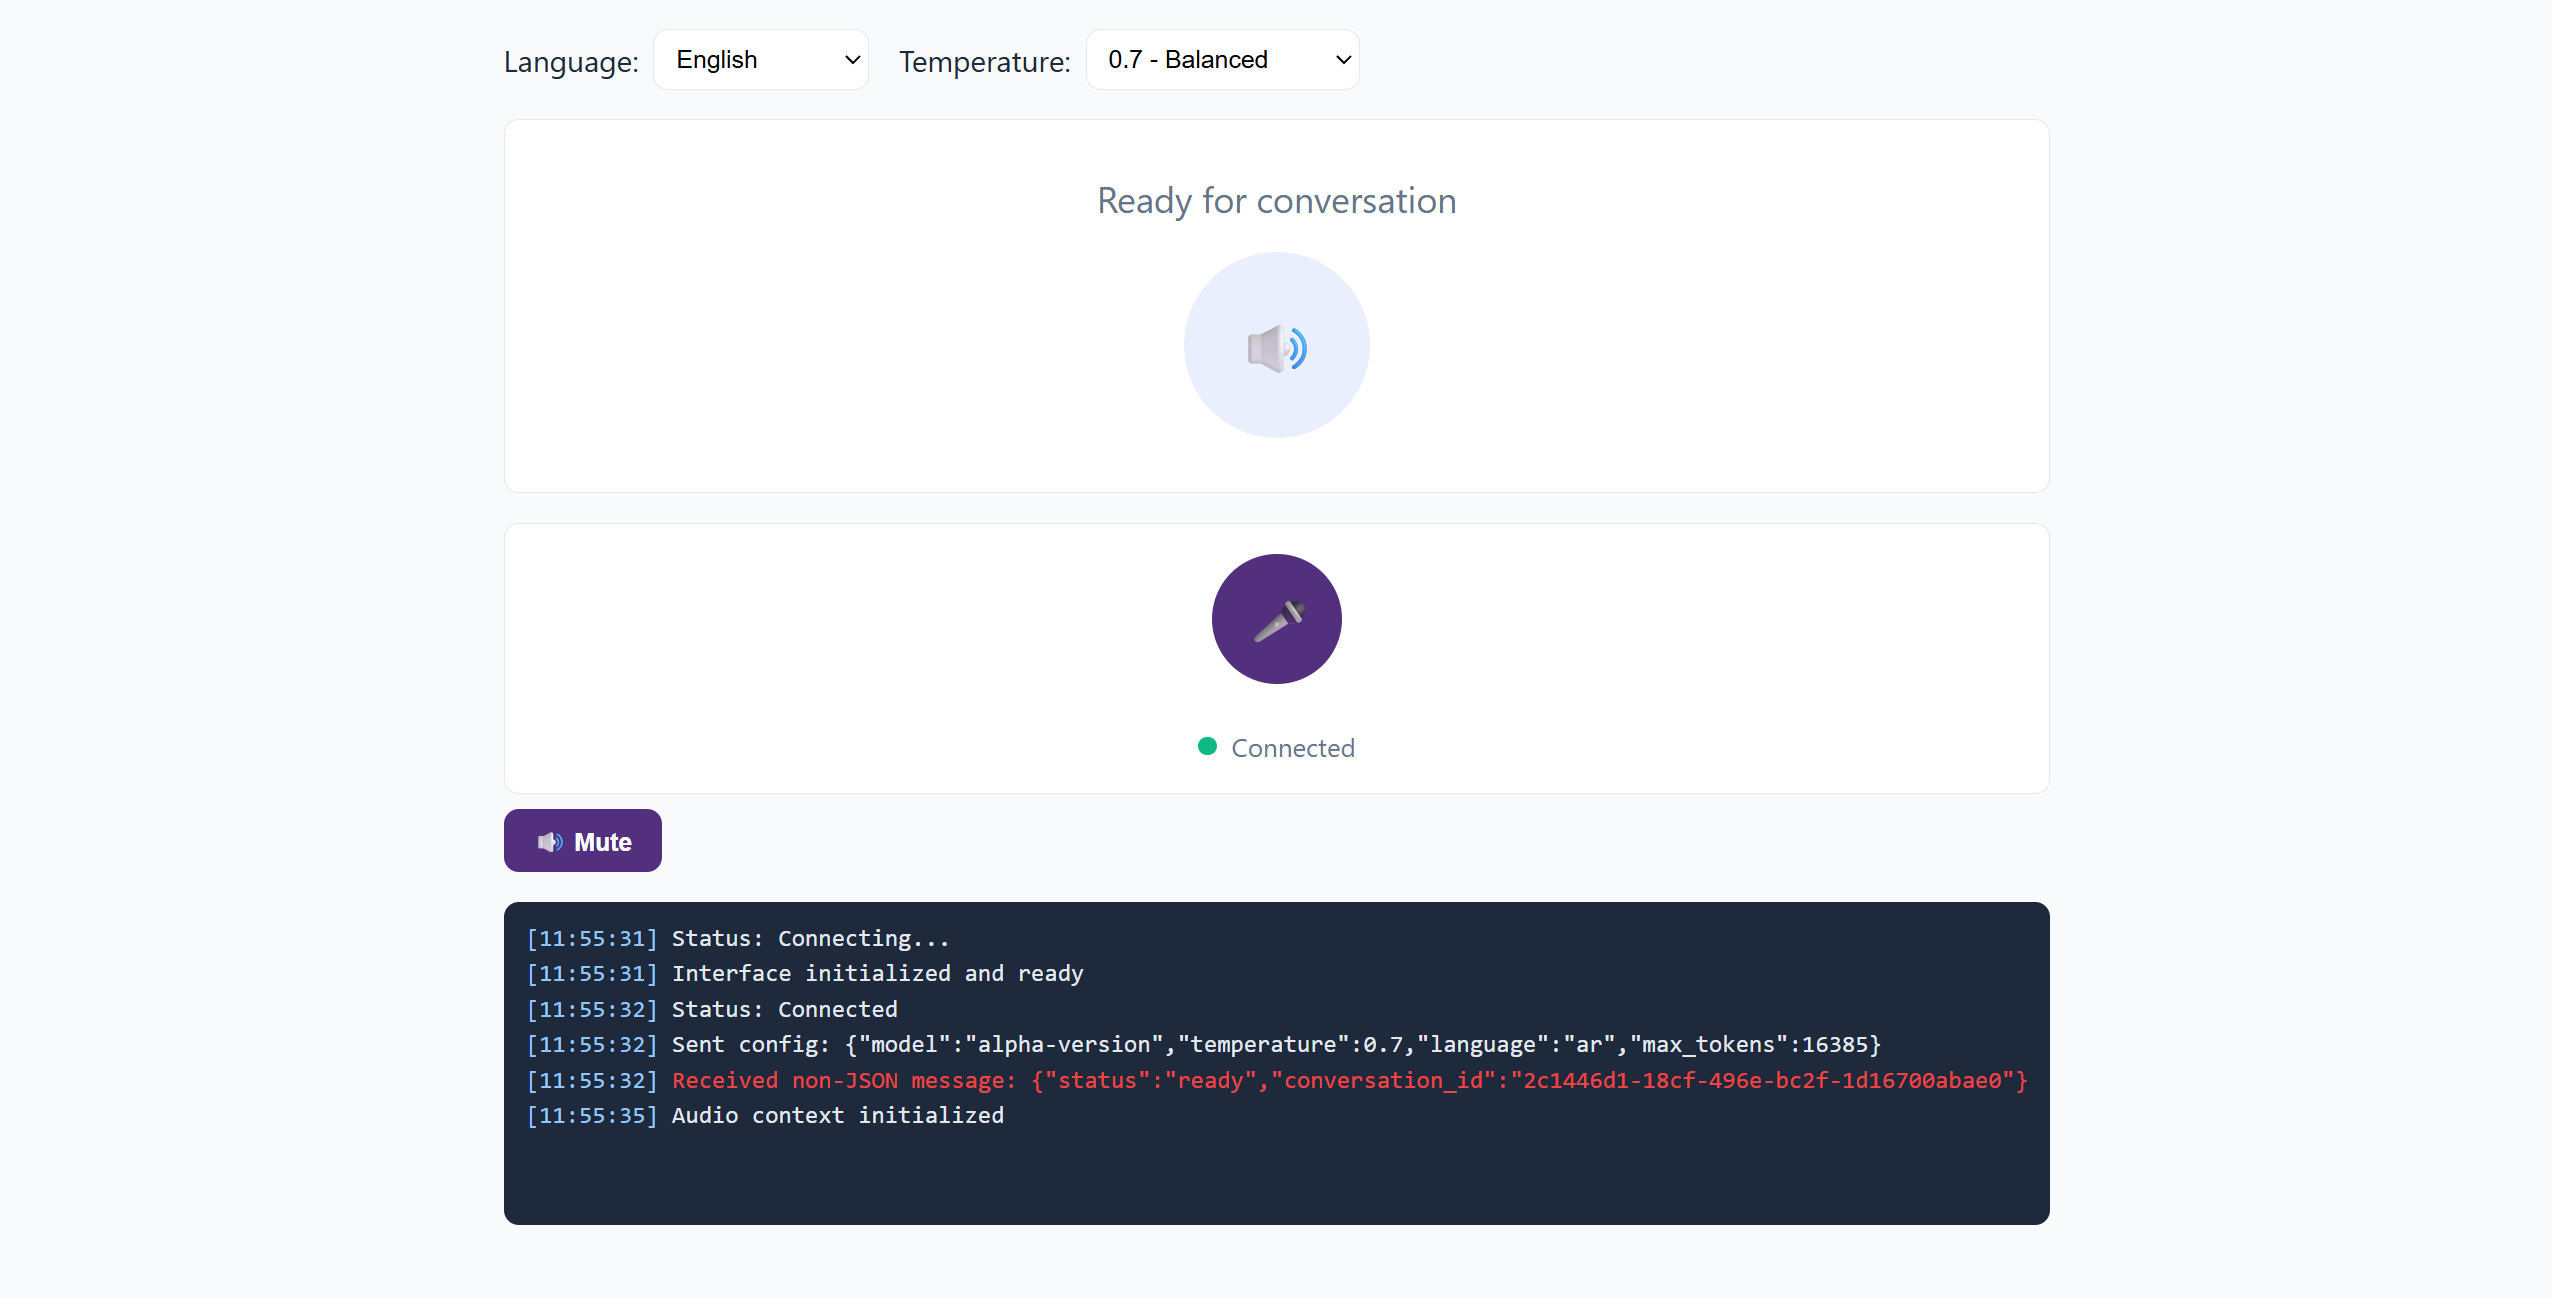 Language: English Temperature: 0.7 - Balanced
Ready for conversation
Connected
Mute
[11:55:31] Status: Connecting...
[11:55:31] Interface initialized and ready
[11:55:32] Status: Connected
[11:55:32] Sent config: {"model":"alpha-version","temperature":0.7,"language":"ar","max_tokens":16385}
[11:55:32] Received non-JSON message: {"status":"ready","conversation_id":"2c1446d1-18cf-496e-bc2f-1d16700abae0"}
[11:55:35] Audio context initialized